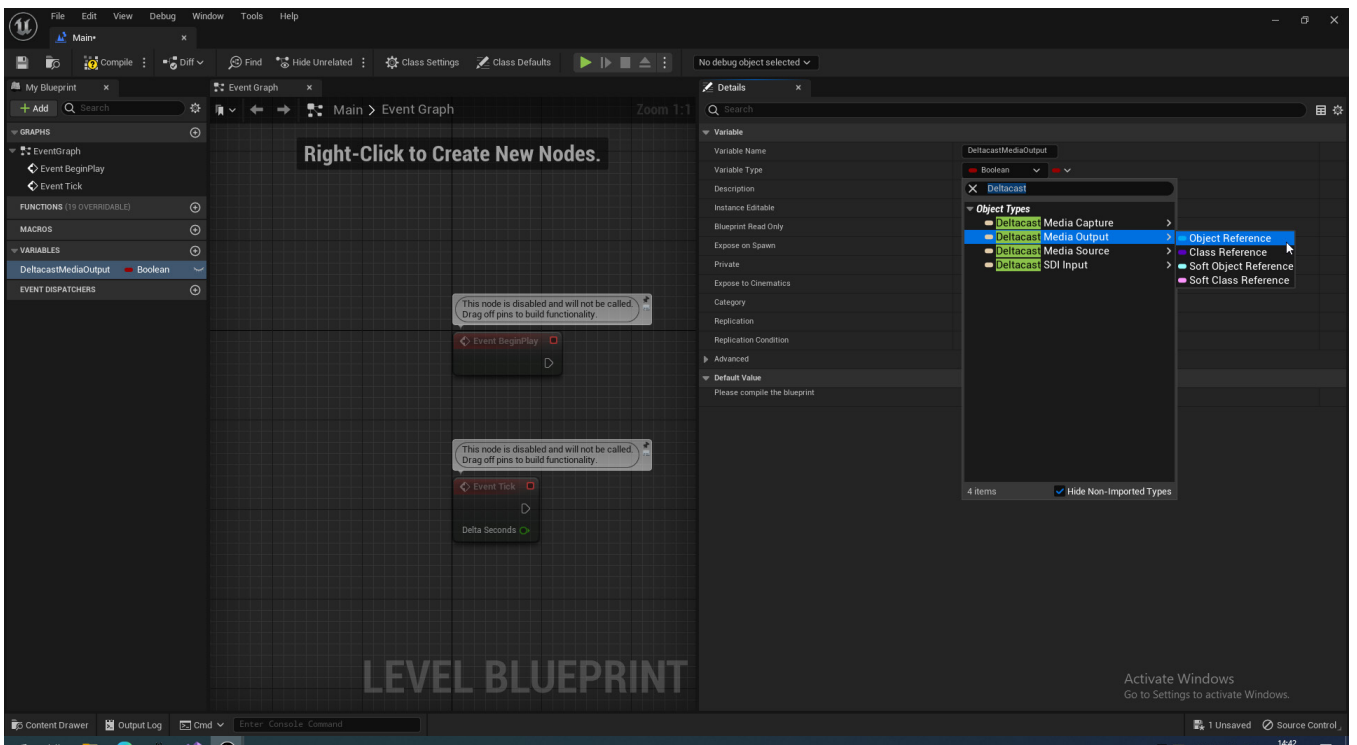 File Edit View Debug Window Tools Help
Main•
Compile Diff Find Hide Unrelated Class Settings Class Defaults No debug object selected
My Blueprint Event Graph Details
Add Search Main > Event Graph Zoom 1:1 Search
GRAPHS
EventGraph
Event BeginPlay
Event Tick
FUNCTIONS (19 OVERRIDABLE)
MACROS
VARIABLES
DeltacastMediaOutput Boolean
EVENT DISPATCHERS
Right-Click to Create New Nodes.
This node is disabled and will not be called.
Drag off pins to build functionality.
Event BeginPlay
This node is disabled and will not be called.
Drag off pins to build functionality.
Event Tick
Delta Seconds
LEVEL BLUEPRINT
Variable
Variable Name DeltacastMediaOutput
Variable Type Boolean
Description
Instance Editable
Blueprint Read Only
Expose on Spawn
Private
Expose to Cinematics
Category
Replication
Replication Condition
Advanced
Default Value
Please compile the blueprint
Deltacast
Object Types
Deltacast Media Capture
Deltacast Media Output
Deltacast Media Source
Deltacast SDI Input
4 items Hide Non-Imported Types
Object Reference
Class Reference
Soft Object Reference
Soft Class Reference
Activate Windows
Go to Settings to activate Windows.
Content Drawer Output Log Cmd Enter Console Command 1 Unsaved Source Control
14:42